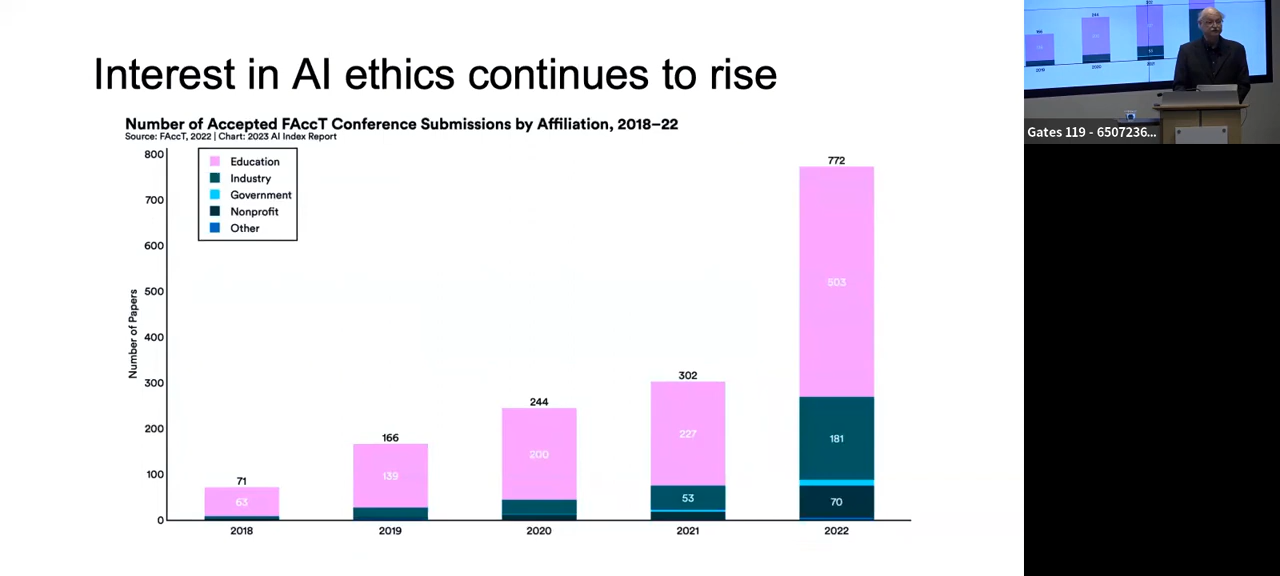 Interest in AI ethics continues to rise
Number of Accepted FAccT Conference Submissions by Affiliation, 2018–22
Source: FAccT, 2022 | Chart: 2023 AI Index Report
Education
Industry
Government
Nonprofit
Other
Number of Papers
800
700
600
500
400
300
200
100
0
71
63
166
139
244
200
302
227
53
772
503
181
70
2018
2019
2020
2021
2022
Gates 119 - 6507236...